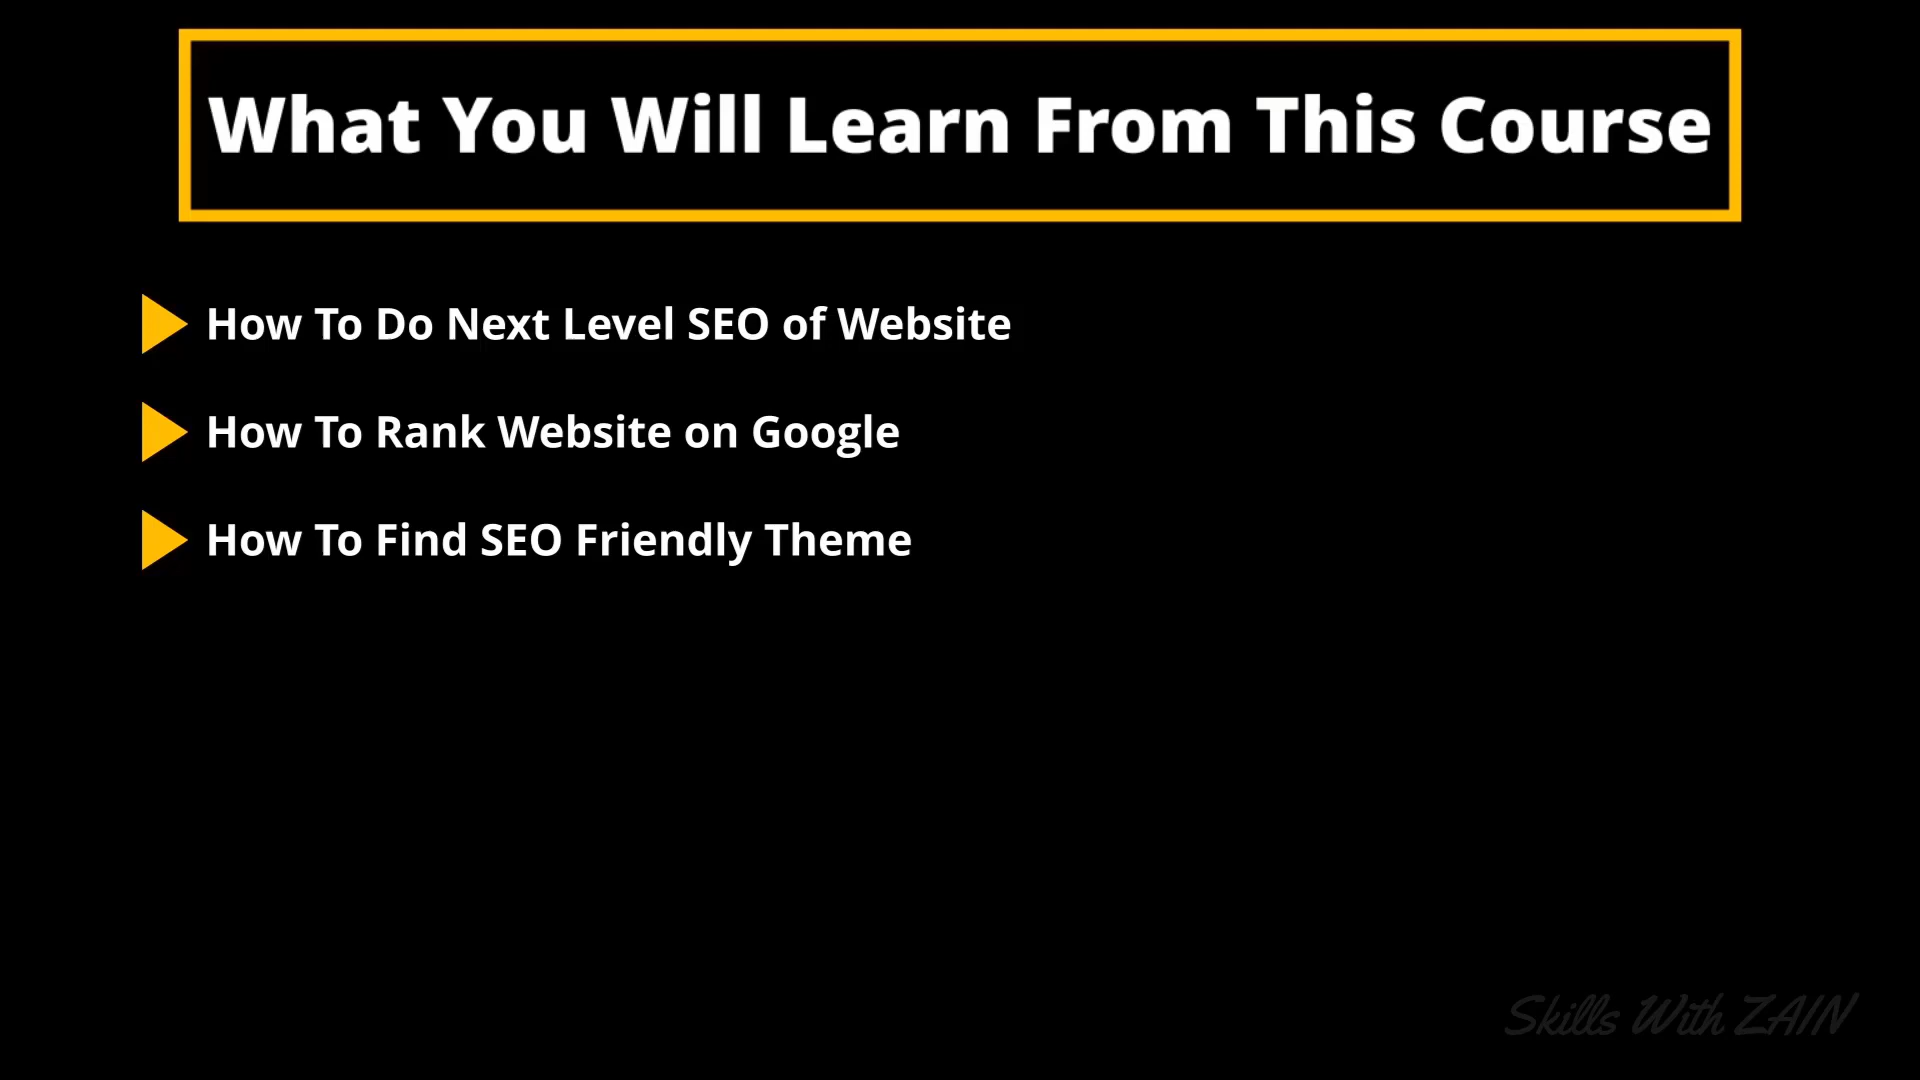 What You Will Learn From This Course
How To Do Next Level SEO of Website
How To Rank Website on Google
How To Find SEO Friendly Theme
Skills With ZAIN